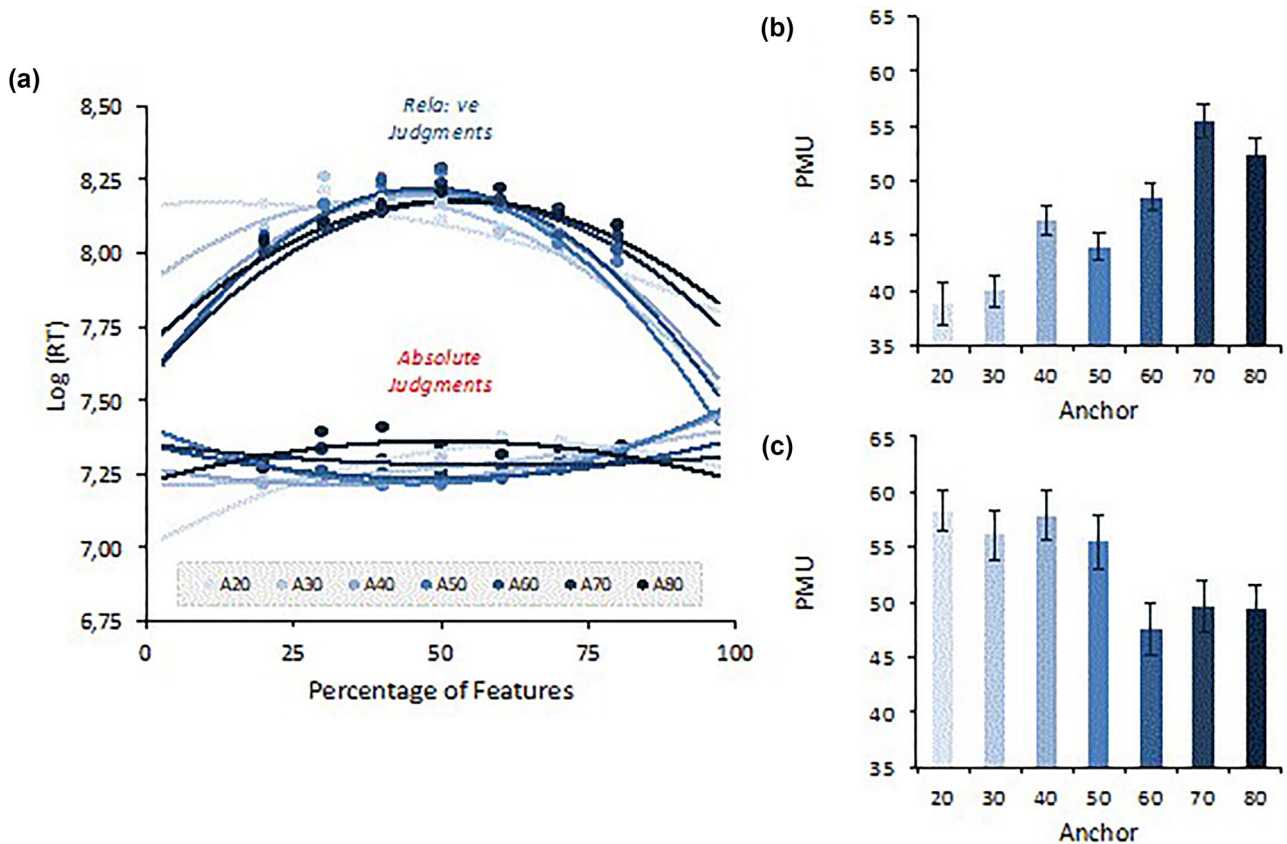 (a)
Log (RT)
8,50
8,25
8,00
7,75
7,50
7,25
7,00
6,75
Rela: ve
Judgments
Absolute
Judgments
A20 A30 A40 A50 A60 A70 A80
0 25 50 75 100
Percentage of Features
(b)
PMU
65
60
55
50
45
40
35
20 30 40 50 60 70 80
Anchor
(c)
PMU
65
60
55
50
45
40
35
20 30 40 50 60 70 80
Anchor